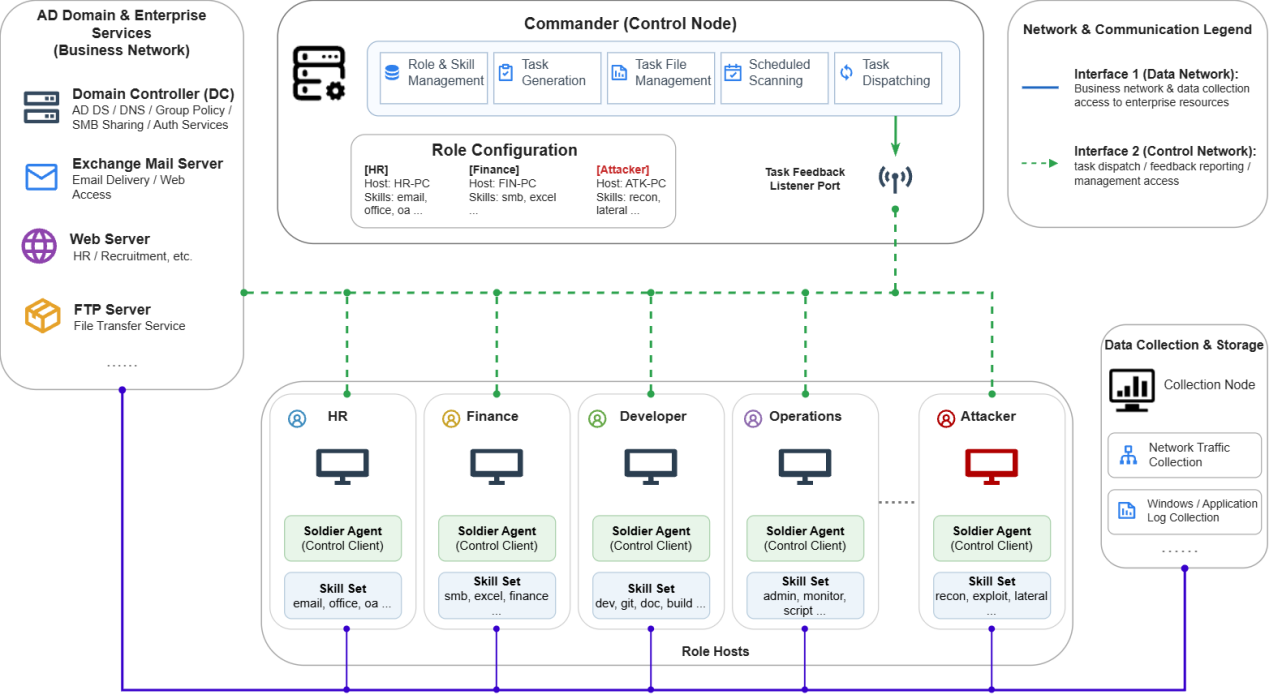 AD Domain & Enterprise
Services
(Business Network)
Domain Controller (DC)
AD DS / DNS / Group Policy /
SMB Sharing / Auth Services
Exchange Mail Server
Email Delivery / Web
Access
Web Server
HR / Recruitment, etc.
FTP Server
File Transfer Service
......
Commander (Control Node)
Role & Skill
Management
Task
Generation
Task File
Management
Scheduled
Scanning
Task
Dispatching
Role Configuration
[HR]
Host: HR-PC
Skills: email,
office, oa ...
[Finance]
Host: FIN-PC
Skills: smb, excel
...
[Attacker]
Host: ATK-PC
Skills: recon,
lateral ...
Task Feedback
Listener Port
Network & Communication Legend
Interface 1 (Data Network):
Business network & data collection
access to enterprise resources
Interface 2 (Control Network):
task dispatch / feedback reporting /
management access
HR
Soldier Agent
(Control Client)
Skill Set
email, office, oa ...
Finance
Soldier Agent
(Control Client)
Skill Set
smb, excel, finance
...
Developer
Soldier Agent
(Control Client)
Skill Set
dev, git, doc, build ...
Operations
Soldier Agent
(Control Client)
Skill Set
admin, monitor,
script ...
Attacker
Soldier Agent
(Control Client)
Skill Set
recon, exploit, lateral
...
Role Hosts
Data Collection & Storage
Collection Node
Network Traffic
Collection
Windows / Application
Log Collection
......